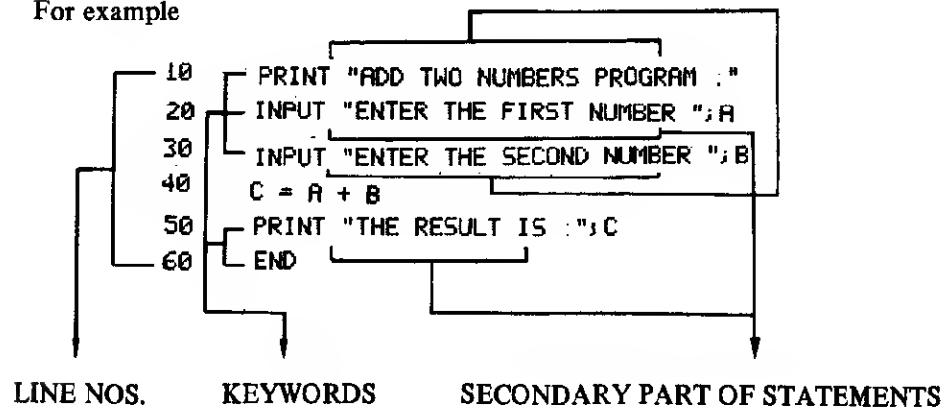 For example
10 PRINT "ADD TWO NUMBERS PROGRAM :"
20 INPUT "ENTER THE FIRST NUMBER ";A
30 INPUT "ENTER THE SECOND NUMBER ";B
40 C = A + B
50 PRINT "THE RESULT IS :";C
60 END
LINE NOS. KEYWORDS SECONDARY PART OF STATEMENTS